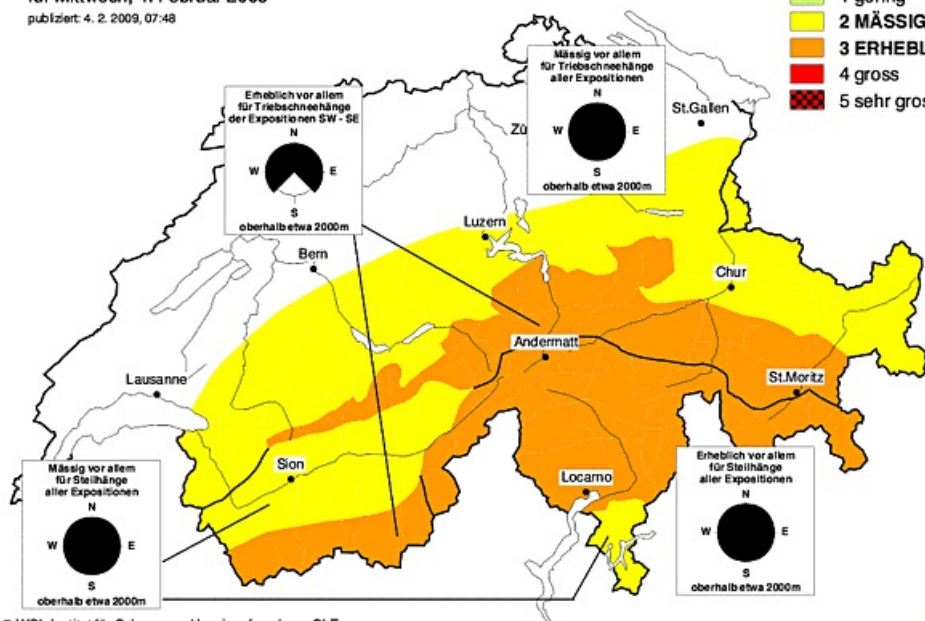 publiziert: 4. 2. 2009, 07:48
2 MÄSSIG
3 ERHEBL
4 gross
5 sehr gros
Mässig vor allem
für Triebschneehänge
aller Expositionen
N
W E
S
oberhalb etwa 2000m
Erheblich vor allem
für Triebschneehänge
der Expositionen SW - SE
N
W E
S
oberhalb etwa 2000m
St.Gallen
Zü
Luzern
Bern
Chur
Andermatt
Lausanne
St.Moritz
Sion
Locarno
Mässig vor allem
für Steilhänge
aller Expositionen
N
W E
S
oberhalb etwa 2000m
Erheblich vor allem
für Steilhänge
aller Expositionen
N
W E
S
oberhalb etwa 2000m